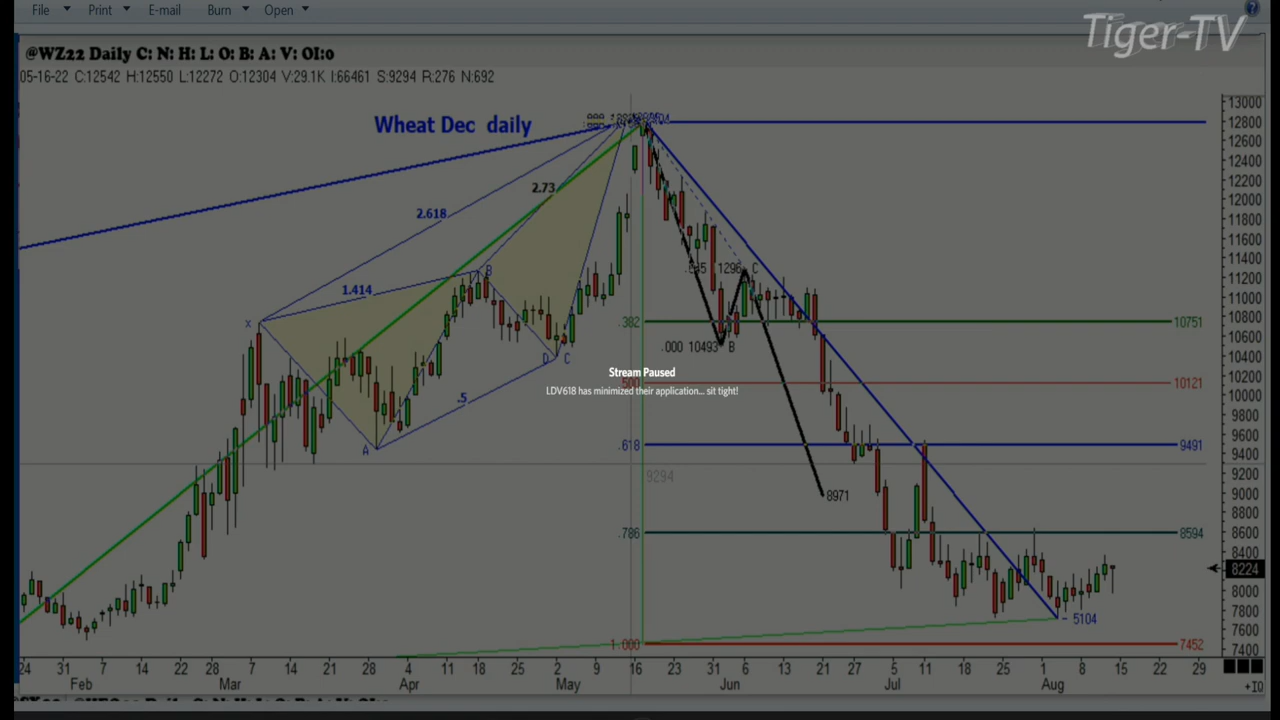 File Print E-mail Burn Open
Tiger-TV
@WZ22 Daily C: N: H: L: O: B: A: V: OI:0
05-16-22 C:12542 H:12550 L:12272 O:12304 V:29.1K I:66461 S:9294 R:276 N:692
Wheat Dec daily
13000
12800
12600
12400
12200
12000
11800
11600
11400
11200
11000
10800
10600
10400
10200
10000
9800
9600
9400
9200
9000
8800
8600
8400
8224
8000
7800
7600
7400
2.73
2.618
1.414
X
B
A
.5
D C
1296 C
.000 10493 B
.382 10751
.500 10121
.618 9491
9294
8971
.786 8594
5104
1.000 7452
Stream Paused
LDV618 has minimized their application... sit tight!
24 31 7 14 22 28 7 14 21 28 4 11 18 25 2 9 16 23 31 6 13 21 27 5 11 18 25 1 8 15 22 29
Feb Mar Apr May Jun Jul Aug
+IQ